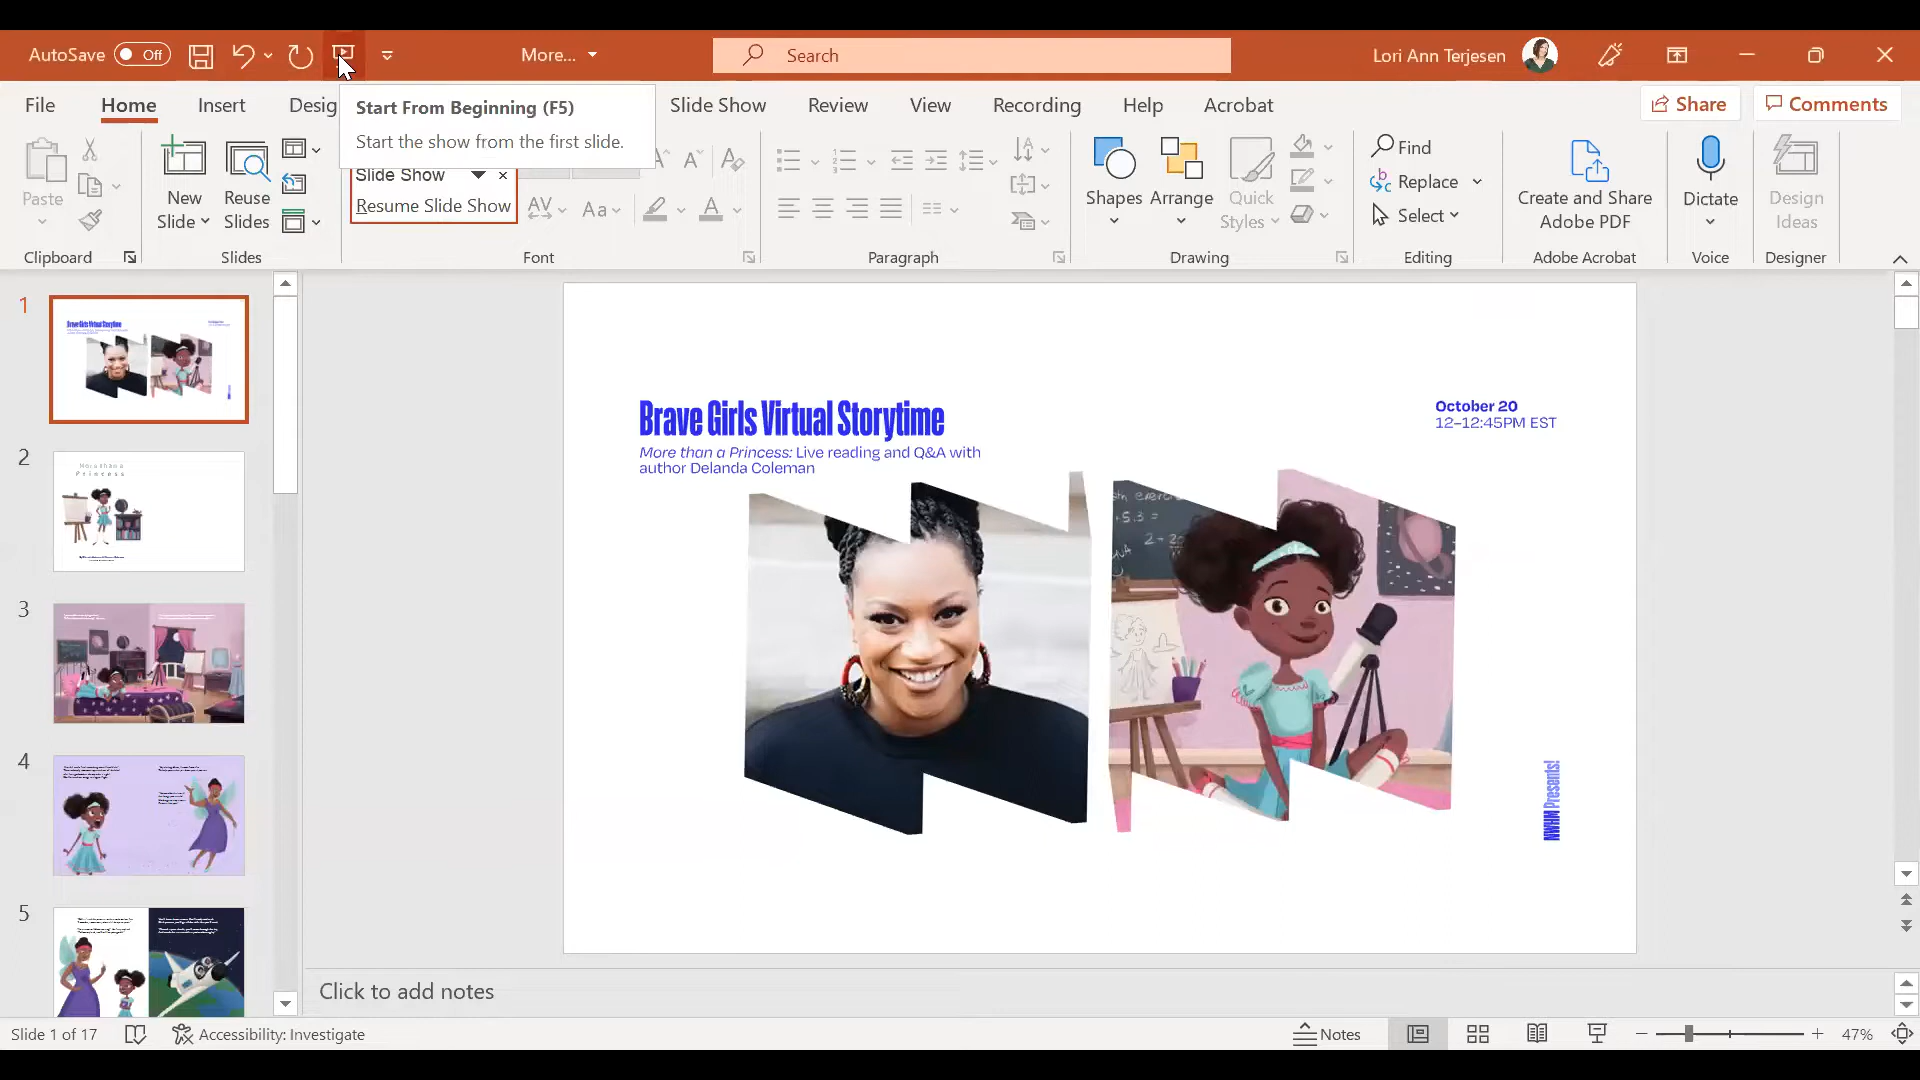 AutoSave Off
More...
Search
Lori Ann Terjesen
File Home Insert Desig Slide Show Review View Recording Help Acrobat
Share Comments
Start From Beginning (F5)
Start the show from the first slide.
Slide Show
Resume Slide Show
Paste
New Slide
Reuse Slides
Aa
Shapes Arrange Quick Styles
Find
Replace
Select
Create and Share
Adobe PDF
Dictate
Design Ideas
Clipboard Slides Font Paragraph Drawing Editing Adobe Acrobat Voice Designer
1
2
More than a
Princess
3
4
5
Brave Girls Virtual Storytime
More than a Princess: Live reading and Q&A with
author Delanda Coleman
October 20
12–12:45PM EST
NWHM Presents!
Click to add notes
Slide 1 of 17 Accessibility: Investigate Notes 47%